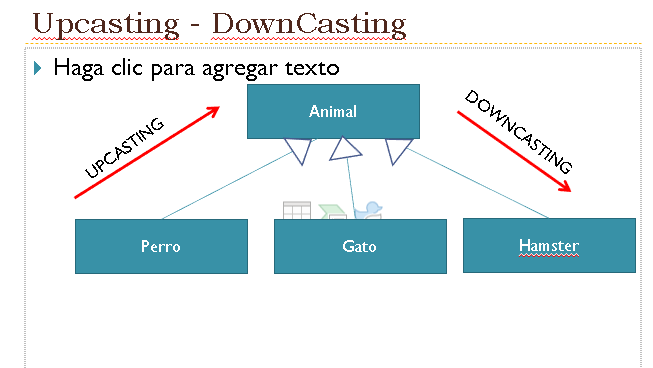 Upcasting - DownCasting
Haga clic para agregar texto
Animal
UPCASTING
DOWNCASTING
Perro
Gato
Hamster